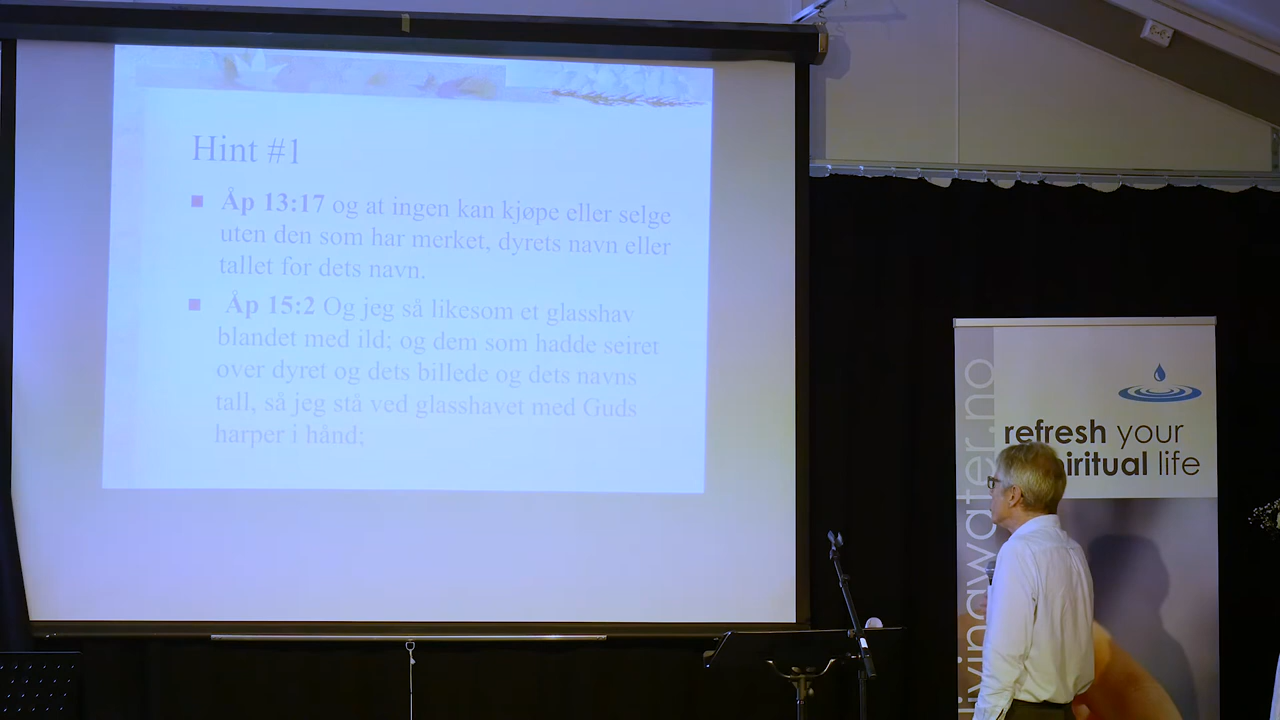 Hint #1
Åp 13:17 og at ingen kan kjøpe eller selge
uten den som har merket, dyrets navn eller
tallet for dets navn.
Åp 15:2 Og jeg så likesom et glasshav
blandet med ild; og dem som hadde seiret
over dyret og dets billede og dets navns
tall, så jeg stå ved glasshavet med Guds
harper i hånd;
refresh your
spiritual life
livingwater.no